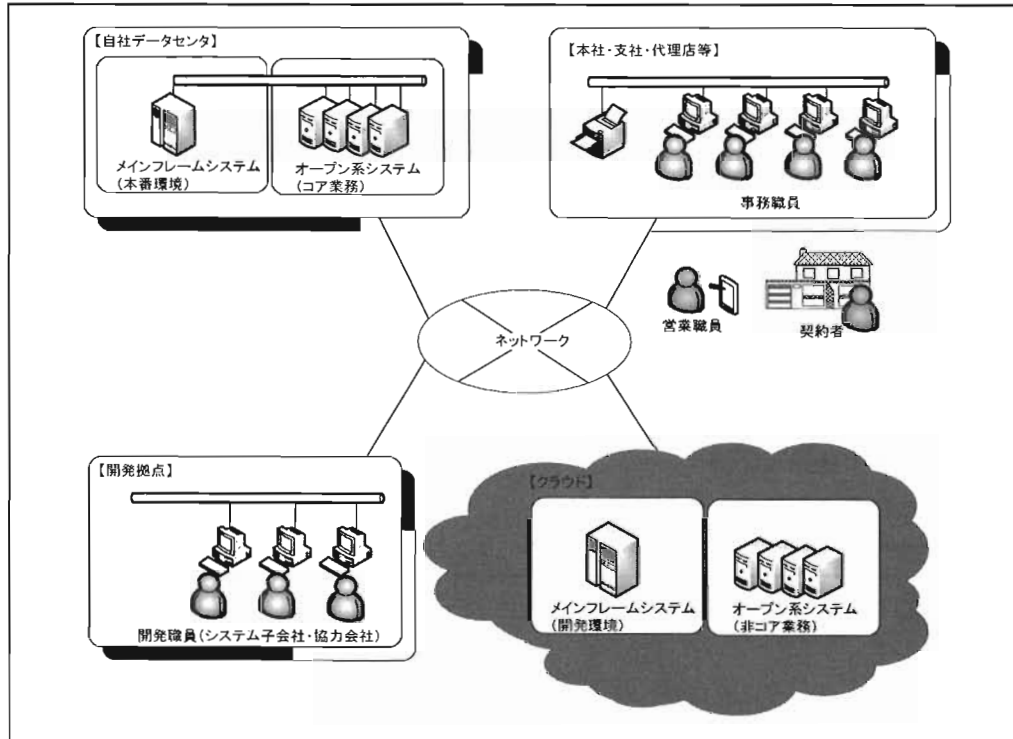 【自社データセンタ】
メインフレームシステム
(本番環境)
オープン系システム
(コア業務)
【本社・支社・代理店等】
事務職員
営業職員
契約者
ネットワーク
【開発拠点】
開発職員(システム子会社・協力会社)
【クラウド】
メインフレームシステム
(開発環境)
オープン系システム
(非コア業務)